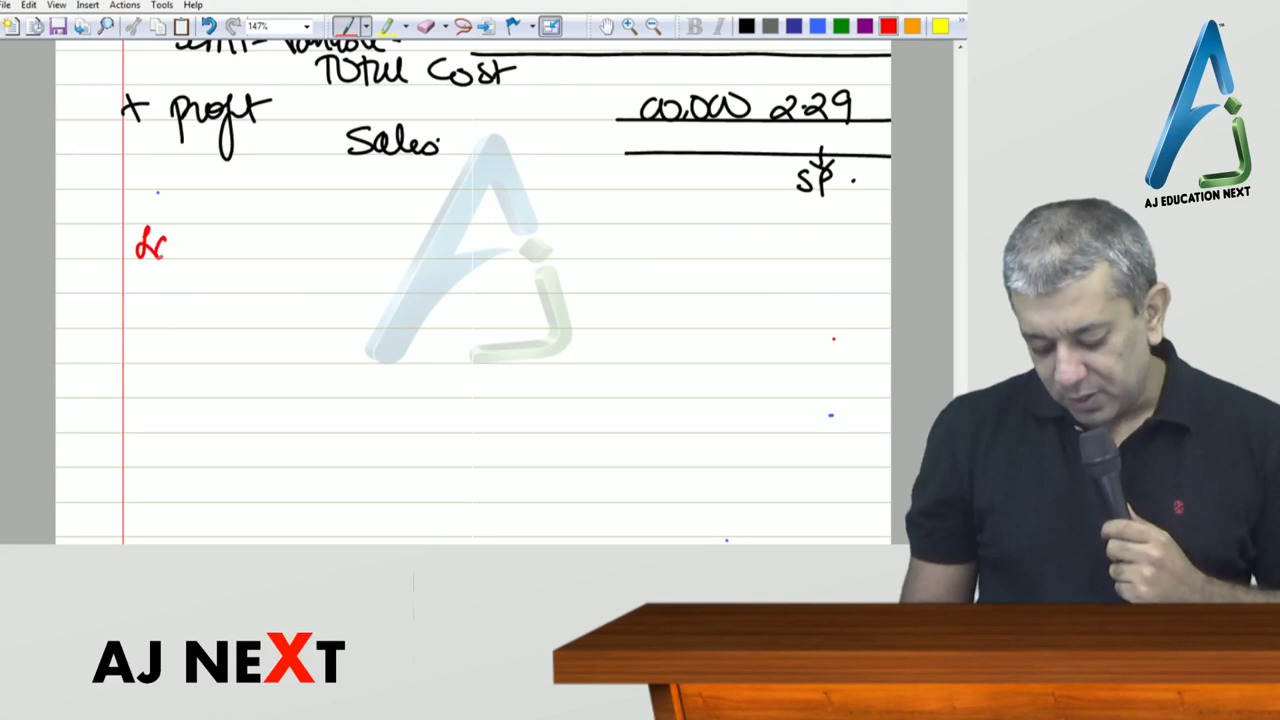 File Edit View Insert Actions Tools Help
147%
Total Cost
+ profit 00,000 2.29
Sales
SP
AJ EDUCATION NEXT
AJ NEXT